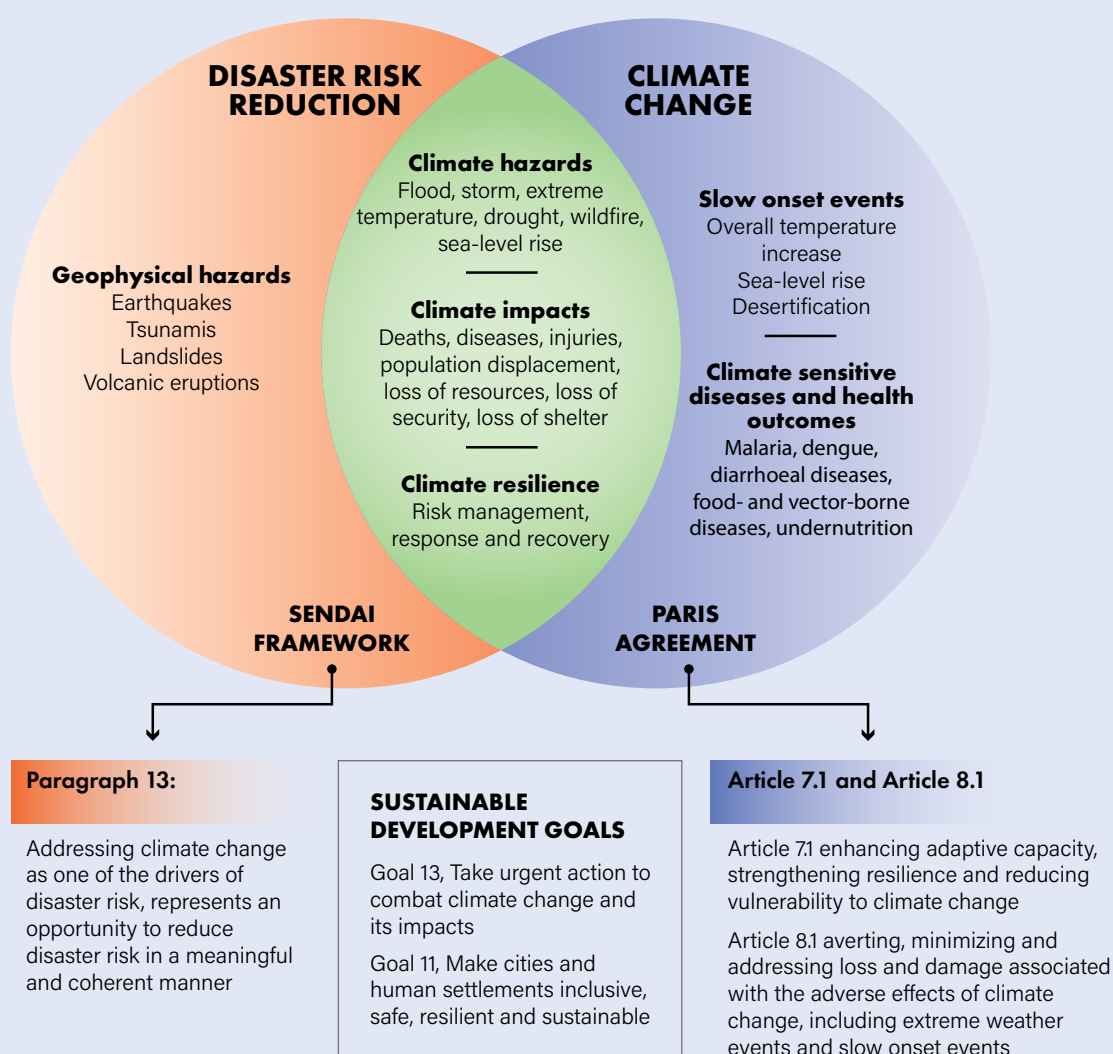 DISASTER RISK
REDUCTION
CLIMATE
CHANGE
Geophysical hazards
Earthquakes
Tsunamis
Landslides
Volcanic eruptions
Climate hazards
Flood, storm, extreme
temperature, drought, wildfire,
sea-level rise
Climate impacts
Deaths, diseases, injuries,
population displacement,
loss of resources, loss of
security, loss of shelter
Climate resilience
Risk management,
response and recovery
Slow onset events
Overall temperature
increase
Sea-level rise
Desertification
Climate sensitive
diseases and health
outcomes
Malaria, dengue,
diarrhoeal diseases,
food- and vector-borne
diseases, undernutrition
SENDAI
FRAMEWORK
PARIS
AGREEMENT
Paragraph 13:
Addressing climate change
as one of the drivers of
disaster risk, represents an
opportunity to reduce
disaster risk in a meaningful
and coherent manner
SUSTAINABLE
DEVELOPMENT GOALS
Goal 13, Take urgent action to
combat climate change and
its impacts
Goal 11, Make cities and
human settlements inclusive,
safe, resilient and sustainable
Article 7.1 and Article 8.1
Article 7.1 enhancing adaptive capacity,
strengthening resilience and reducing
vulnerability to climate change
Article 8.1 averting, minimizing and
addressing loss and damage associated
with the adverse effects of climate
change, including extreme weather
events and slow onset events